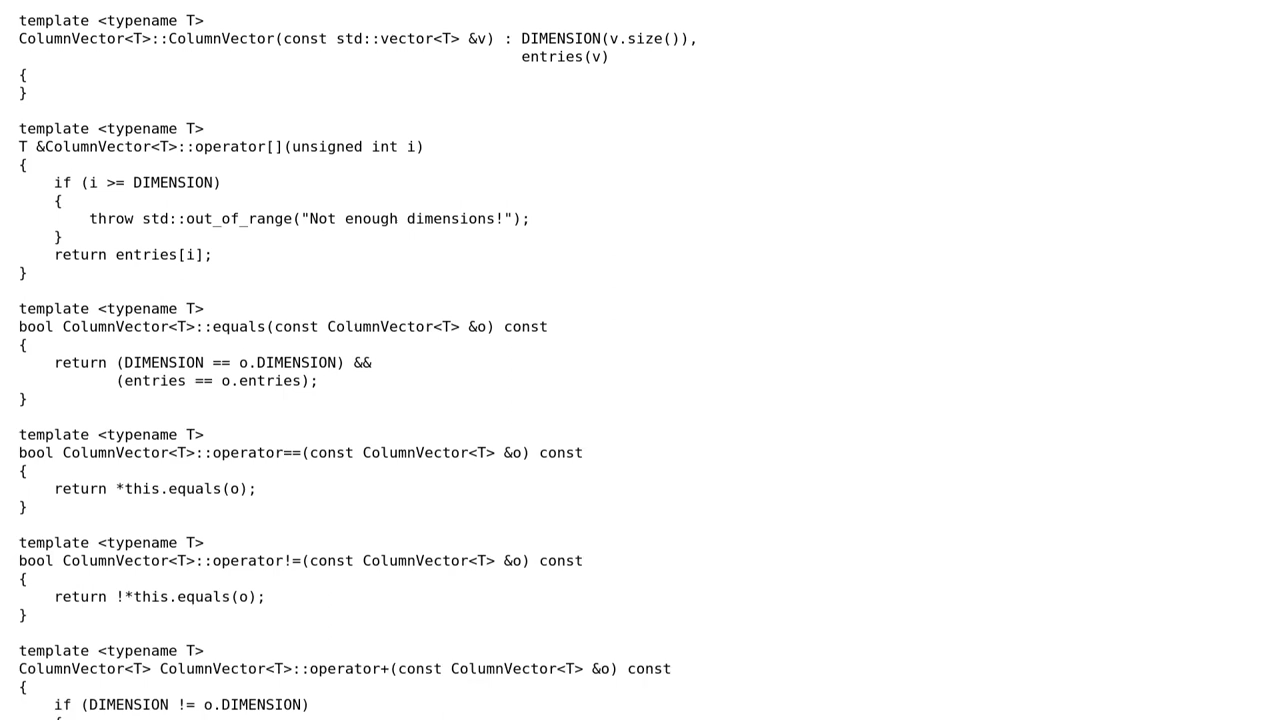 template <typename T>
ColumnVector<T>::ColumnVector(const std::vector<T> &v) : DIMENSION(v.size()),
                                                         entries(v)
{
}

template <typename T>
T &ColumnVector<T>::operator[](unsigned int i)
{
    if (i >= DIMENSION)
    {
        throw std::out_of_range("Not enough dimensions!");
    }
    return entries[i];
}

template <typename T>
bool ColumnVector<T>::equals(const ColumnVector<T> &o) const
{
    return (DIMENSION == o.DIMENSION) &&
           (entries == o.entries);
}

template <typename T>
bool ColumnVector<T>::operator==(const ColumnVector<T> &o) const
{
    return *this.equals(o);
}

template <typename T>
bool ColumnVector<T>::operator!=(const ColumnVector<T> &o) const
{
    return !*this.equals(o);
}

template <typename T>
ColumnVector<T> ColumnVector<T>::operator+(const ColumnVector<T> &o) const
{
    if (DIMENSION != o.DIMENSION)